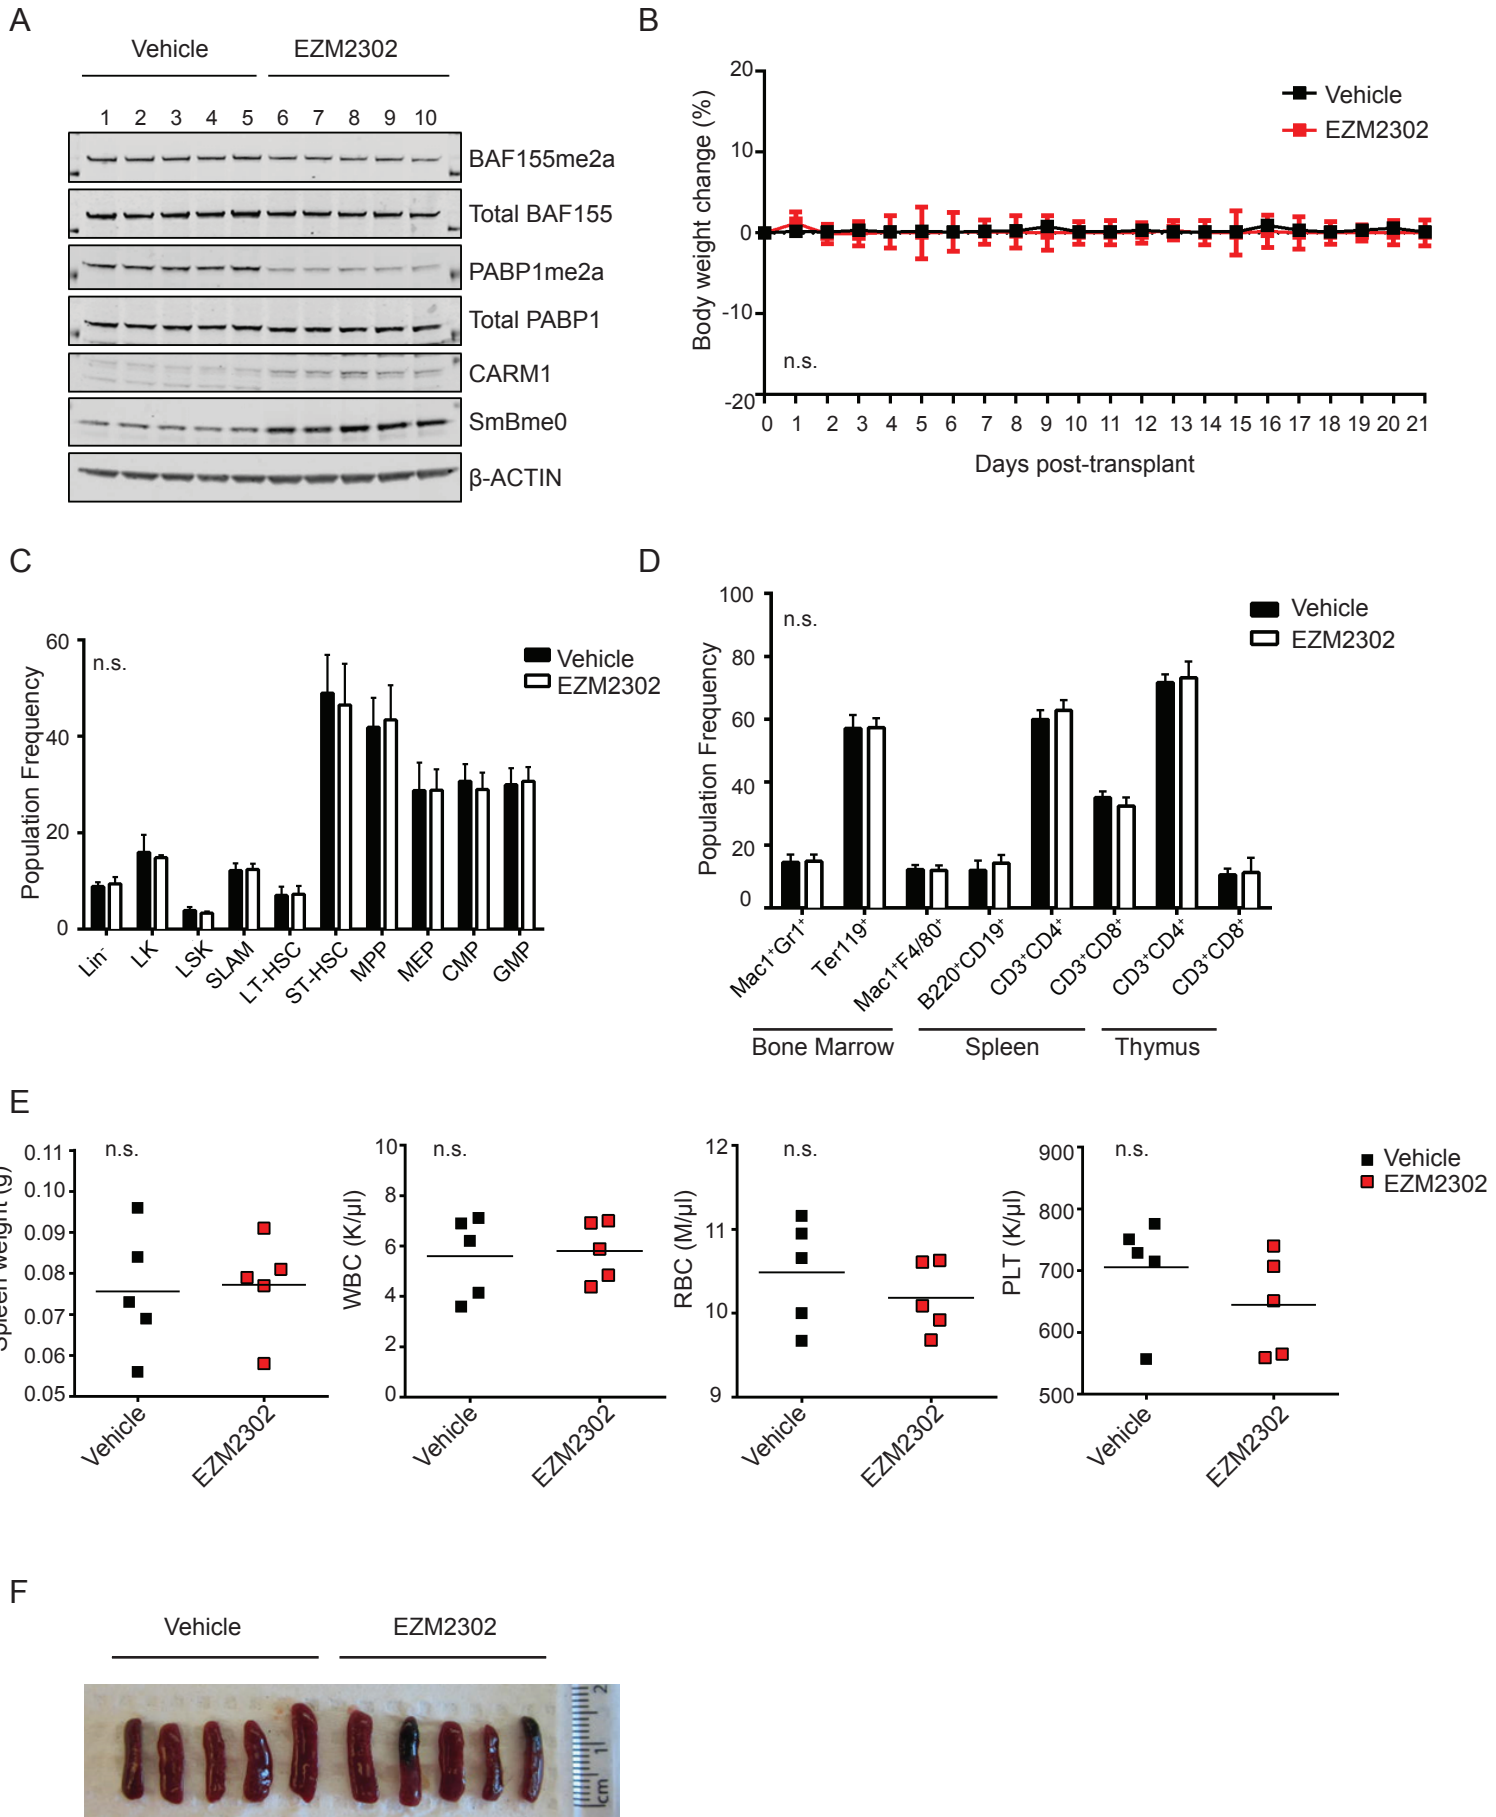 A
Vehicle EZM2302
1 2 3 4 5 6 7 8 9 10
BAF155me2a
Total BAF155
PABP1me2a
Total PABP1
CARM1
SmBme0
β-ACTIN
B
Body weight change (%)
20
10
0
-10
-20
n.s.
Vehicle
EZM2302
0 1 2 3 4 5 6 7 8 9 10 11 12 13 14 15 16 17 18 19 20 21
Days post-transplant
C
Population Frequency
60
40
20
0
n.s.
Vehicle
EZM2302
Lin⁻ LK LSK SLAM LT-HSC ST-HSC MPP MEP CMP GMP
D
Population Frequency
100
80
60
40
20
0
n.s.
Vehicle
EZM2302
Mac1⁺Gr1⁺ Ter119⁺ Mac1⁺F4/80⁺ B220⁺CD19⁺ CD3⁺CD4⁺ CD3⁺CD8⁺ CD3⁺CD4⁺ CD3⁺CD8⁺
Bone Marrow Spleen Thymus
E
Spleen weight (g)
0.11
0.10
0.09
0.08
0.07
0.06
0.05
n.s.
Vehicle EZM2302
WBC (K/µl)
10
8
6
4
2
0
n.s.
Vehicle EZM2302
RBC (M/µl)
12
11
10
9
n.s.
Vehicle EZM2302
PLT (K/µl)
900
800
700
600
500
n.s.
Vehicle EZM2302
Vehicle
EZM2302
F
Vehicle EZM2302
2
1
cm